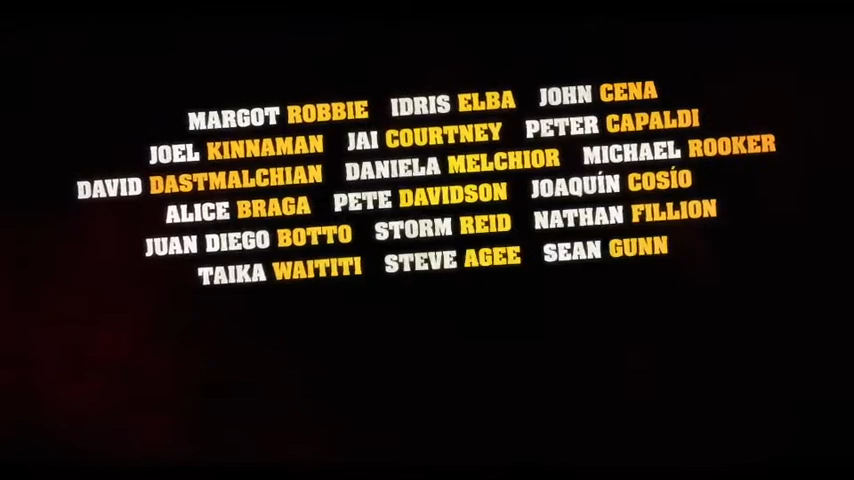 MARGOT ROBBIE IDRIS ELBA JOHN CENA
JOEL KINNAMAN JAI COURTNEY PETER CAPALDI
DAVID DASTMALCHIAN DANIELA MELCHIOR MICHAEL ROOKER
ALICE BRAGA PETE DAVIDSON JOAQUÍN COSÍO
JUAN DIEGO BOTTO STORM REID NATHAN FILLION
TAIKA WAITITI STEVE AGEE SEAN GUNN